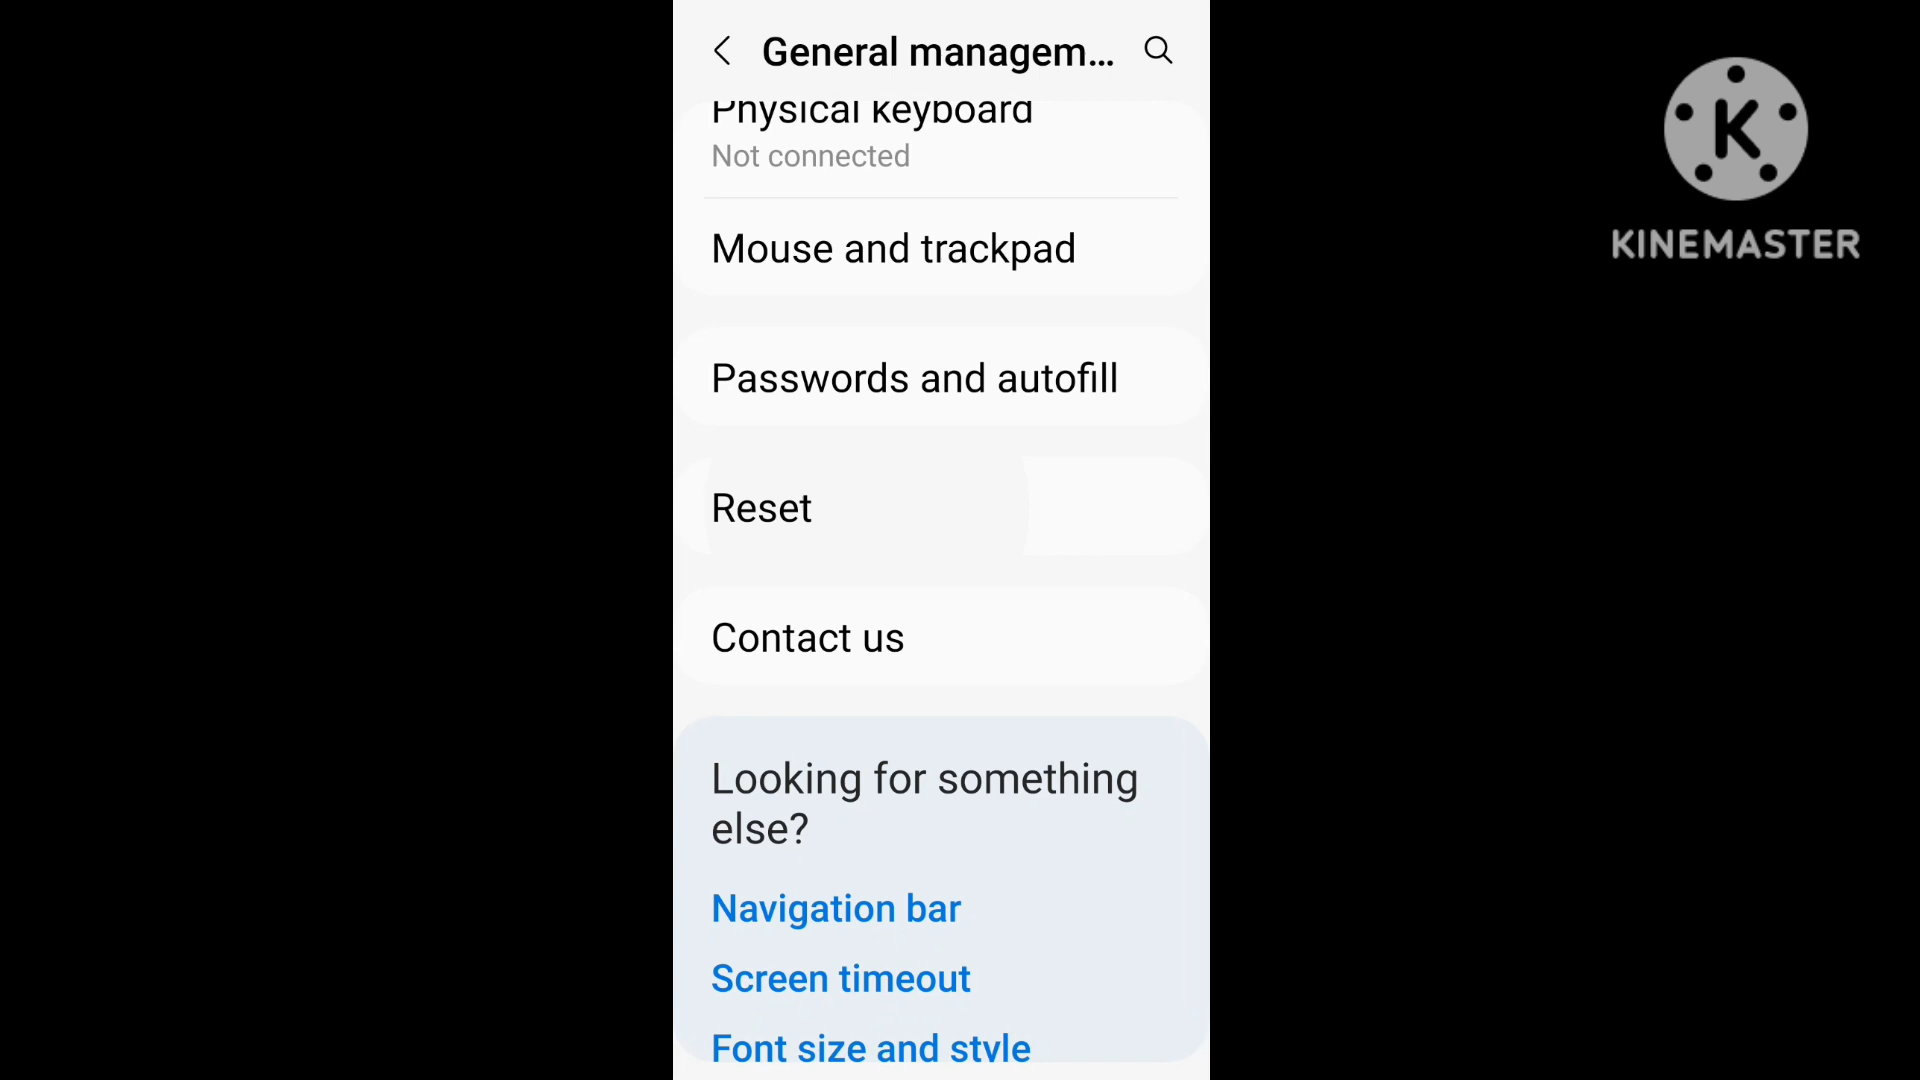 General managem...
Physical keyboard
Not connected
Mouse and trackpad
Passwords and autofill
Reset
Contact us
Looking for something
else?
Navigation bar
Screen timeout
Font size and style
K
KINEMASTER